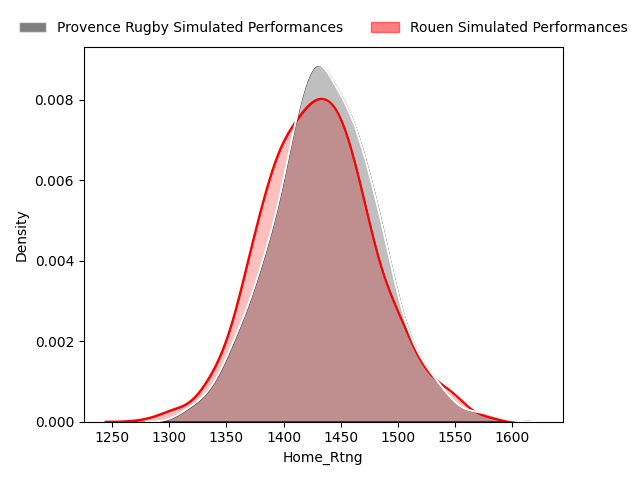 Provence Rugby Simulated Performances
Rouen Simulated Performances
0.008
0.006
0.004
0.002
0.000
Density
1250 1300 1350 1400 1450 1500 1550 1600
Home_Rtng